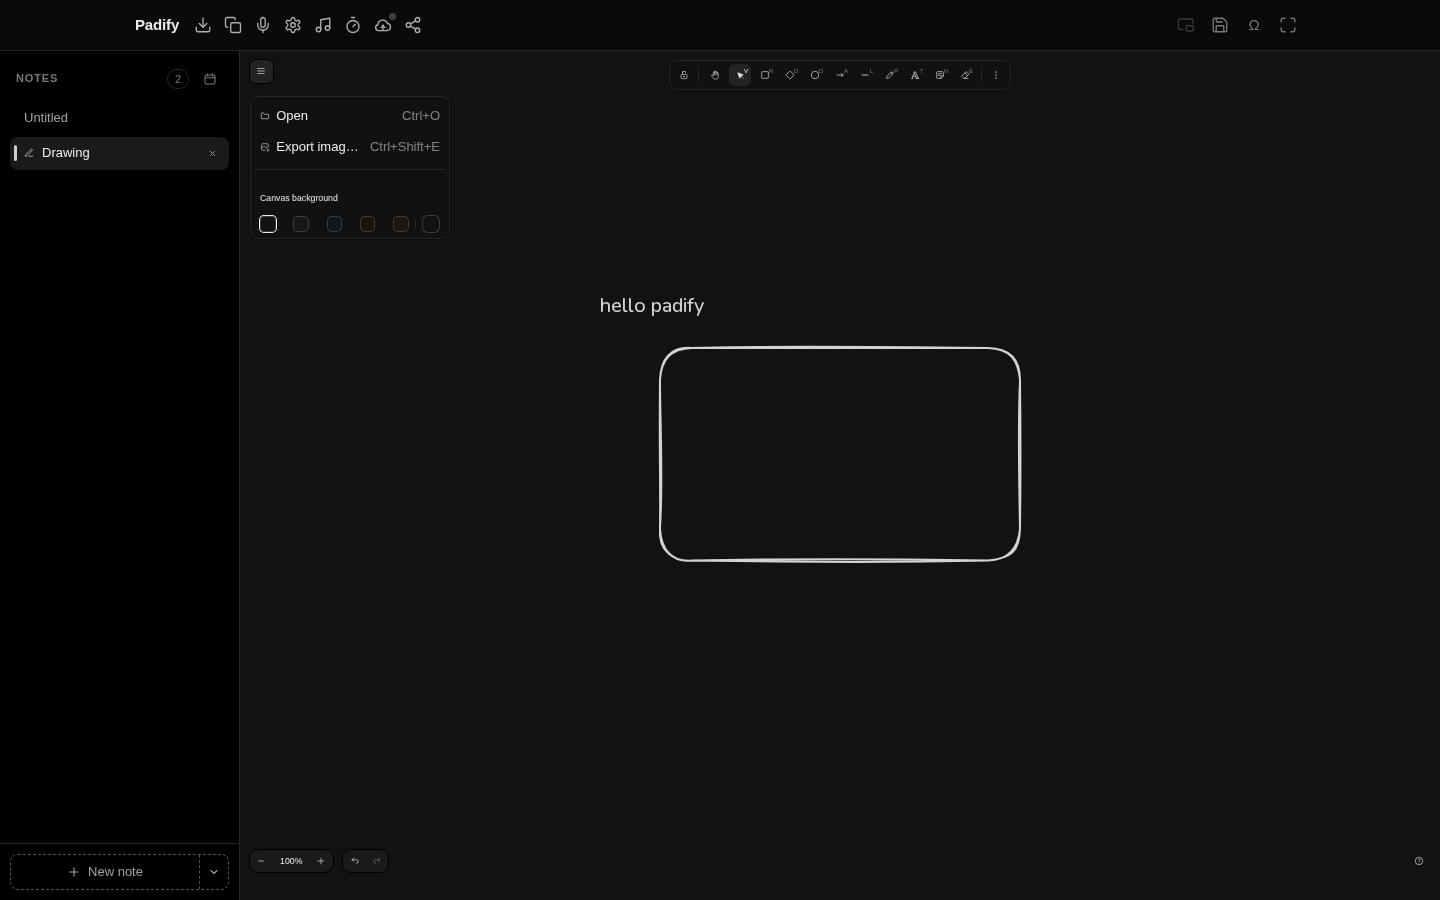 Padify
Ω
NOTES
2
Untitled
Drawing
Open Ctrl+O
Export imag... Ctrl+Shift+E
Canvas background
V R D O A L P T N E
hello padify
New note
100%